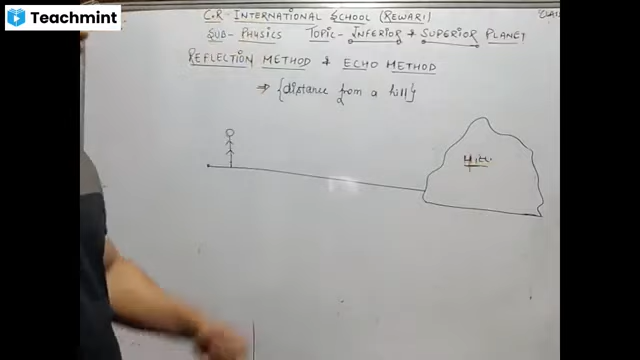 Teachmint
C.R - INTERNATIONAL SCHOOL (REWARI)
SUB- PHYSICS TOPIC- INFERIOR & SUPERIOR PLANET
REFLECTION METHOD & ECHO METHOD
⇒ {distance from a hill}
Hill